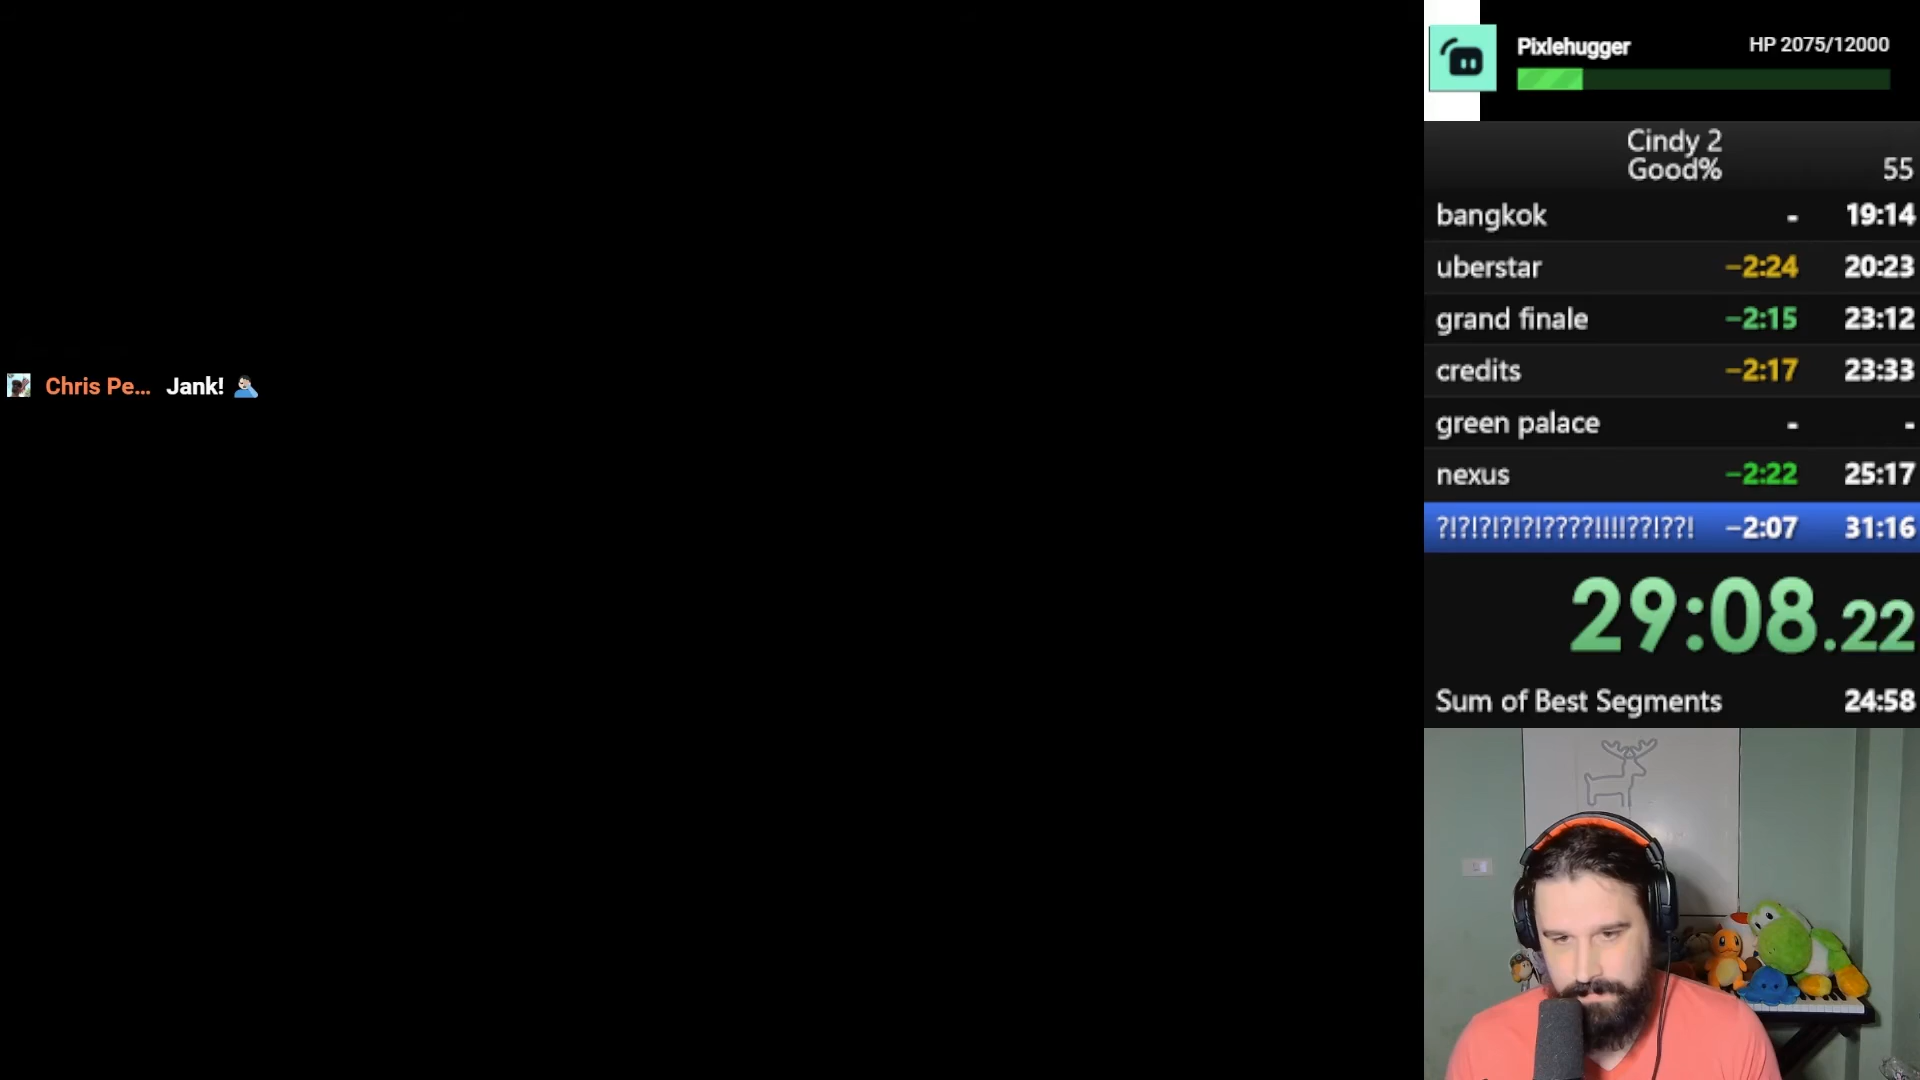 Pixlehugger HP 2075/12000
Cindy 2
Good% 55
bangkok - 19:14
uberstar −2:24 20:23
grand finale −2:15 23:12
credits −2:17 23:33
green palace - -
nexus −2:22 25:17
?!?!?!?!?!????!!!!??!??! −2:07 31:16
29:08.22
Sum of Best Segments 24:58
Chris Pe... Jank! 🤦🏻‍♂️